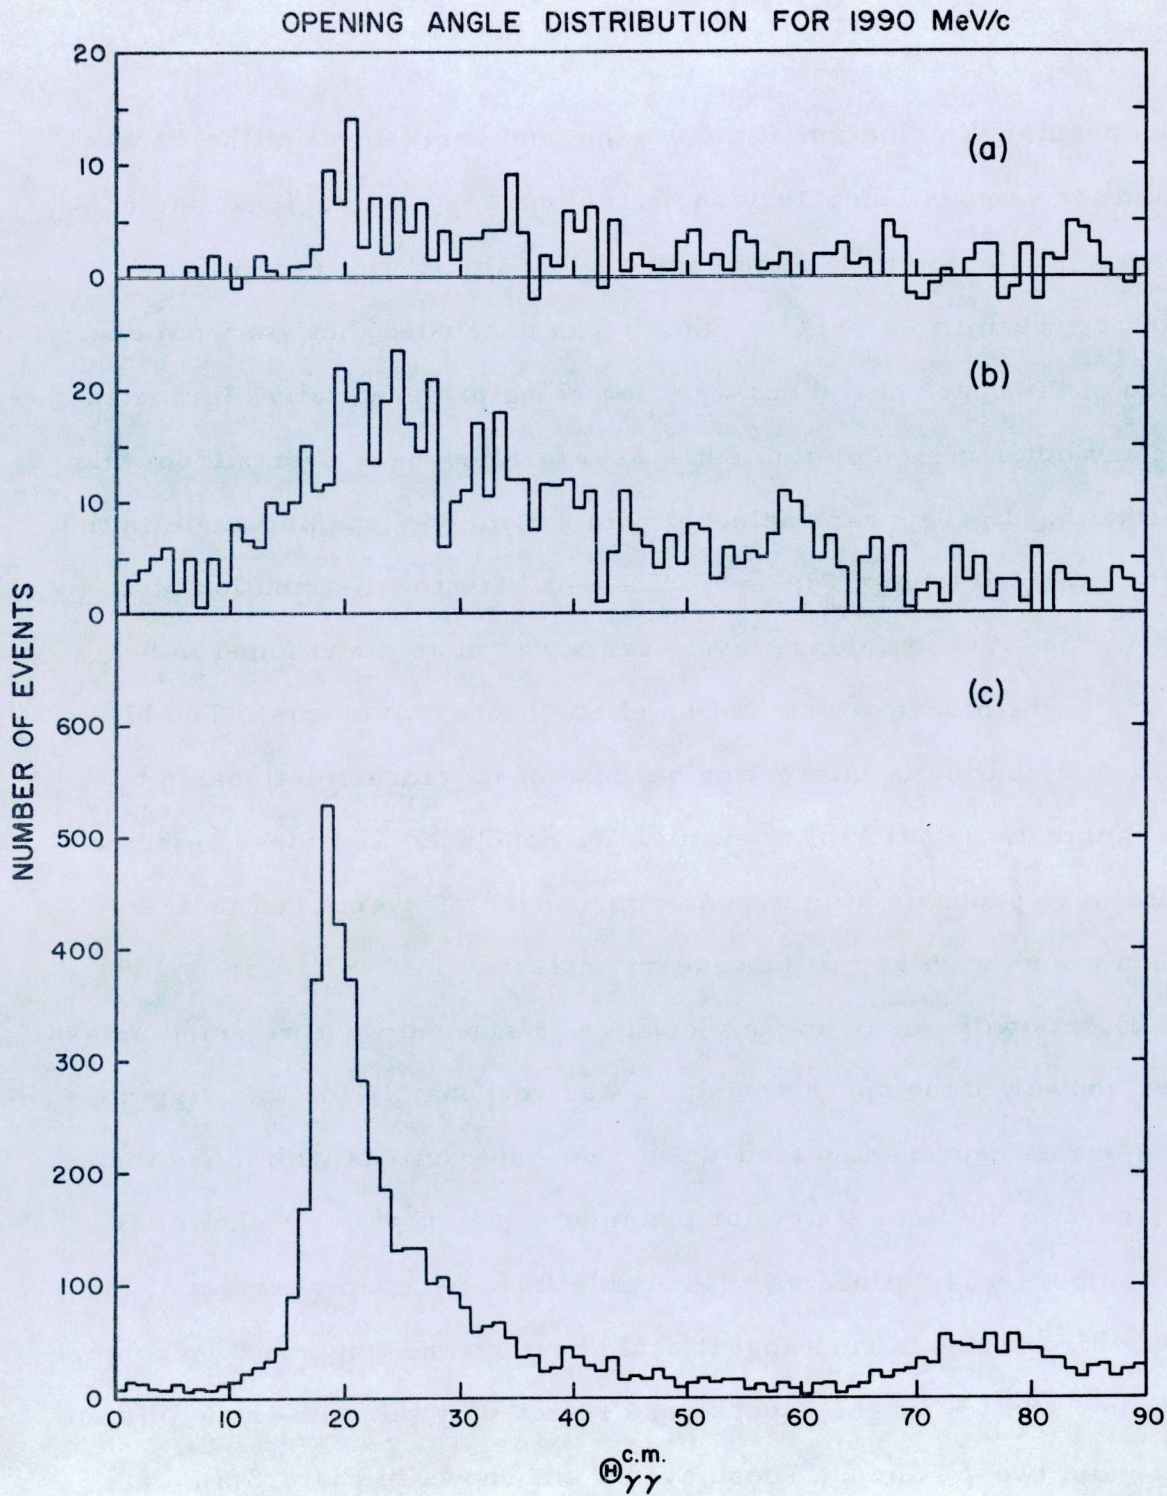 OPENING ANGLE DISTRIBUTION FOR 1990 MeV/c
20
10
0
(a)
20
10
0
(b)
600
500
400
300
200
100
0
(c)
NUMBER OF EVENTS
0 10 20 30 40 50 60 70 80 90
Θ c.m. γγ